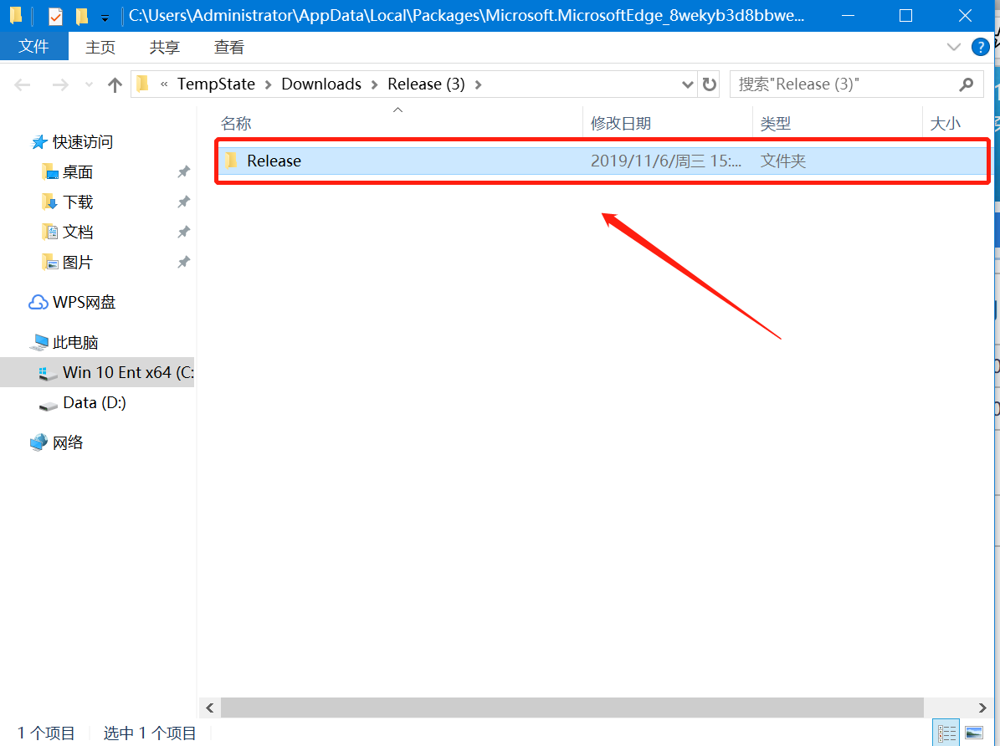 C:\Users\Administrator\AppData\Local\Packages\Microsoft.MicrosoftEdge_8wekyb3d8bbwe...
文件 主页 共享 查看 ?
« TempState > Downloads > Release (3) > 搜索"Release (3)"
名称 修改日期 类型 大小
Release 2019/11/6/周三 15:... 文件夹
快速访问
桌面
下载
文档
图片
WPS网盘
此电脑
Win 10 Ent x64 (C:
Data (D:)
网络
1 个项目 选中 1 个项目